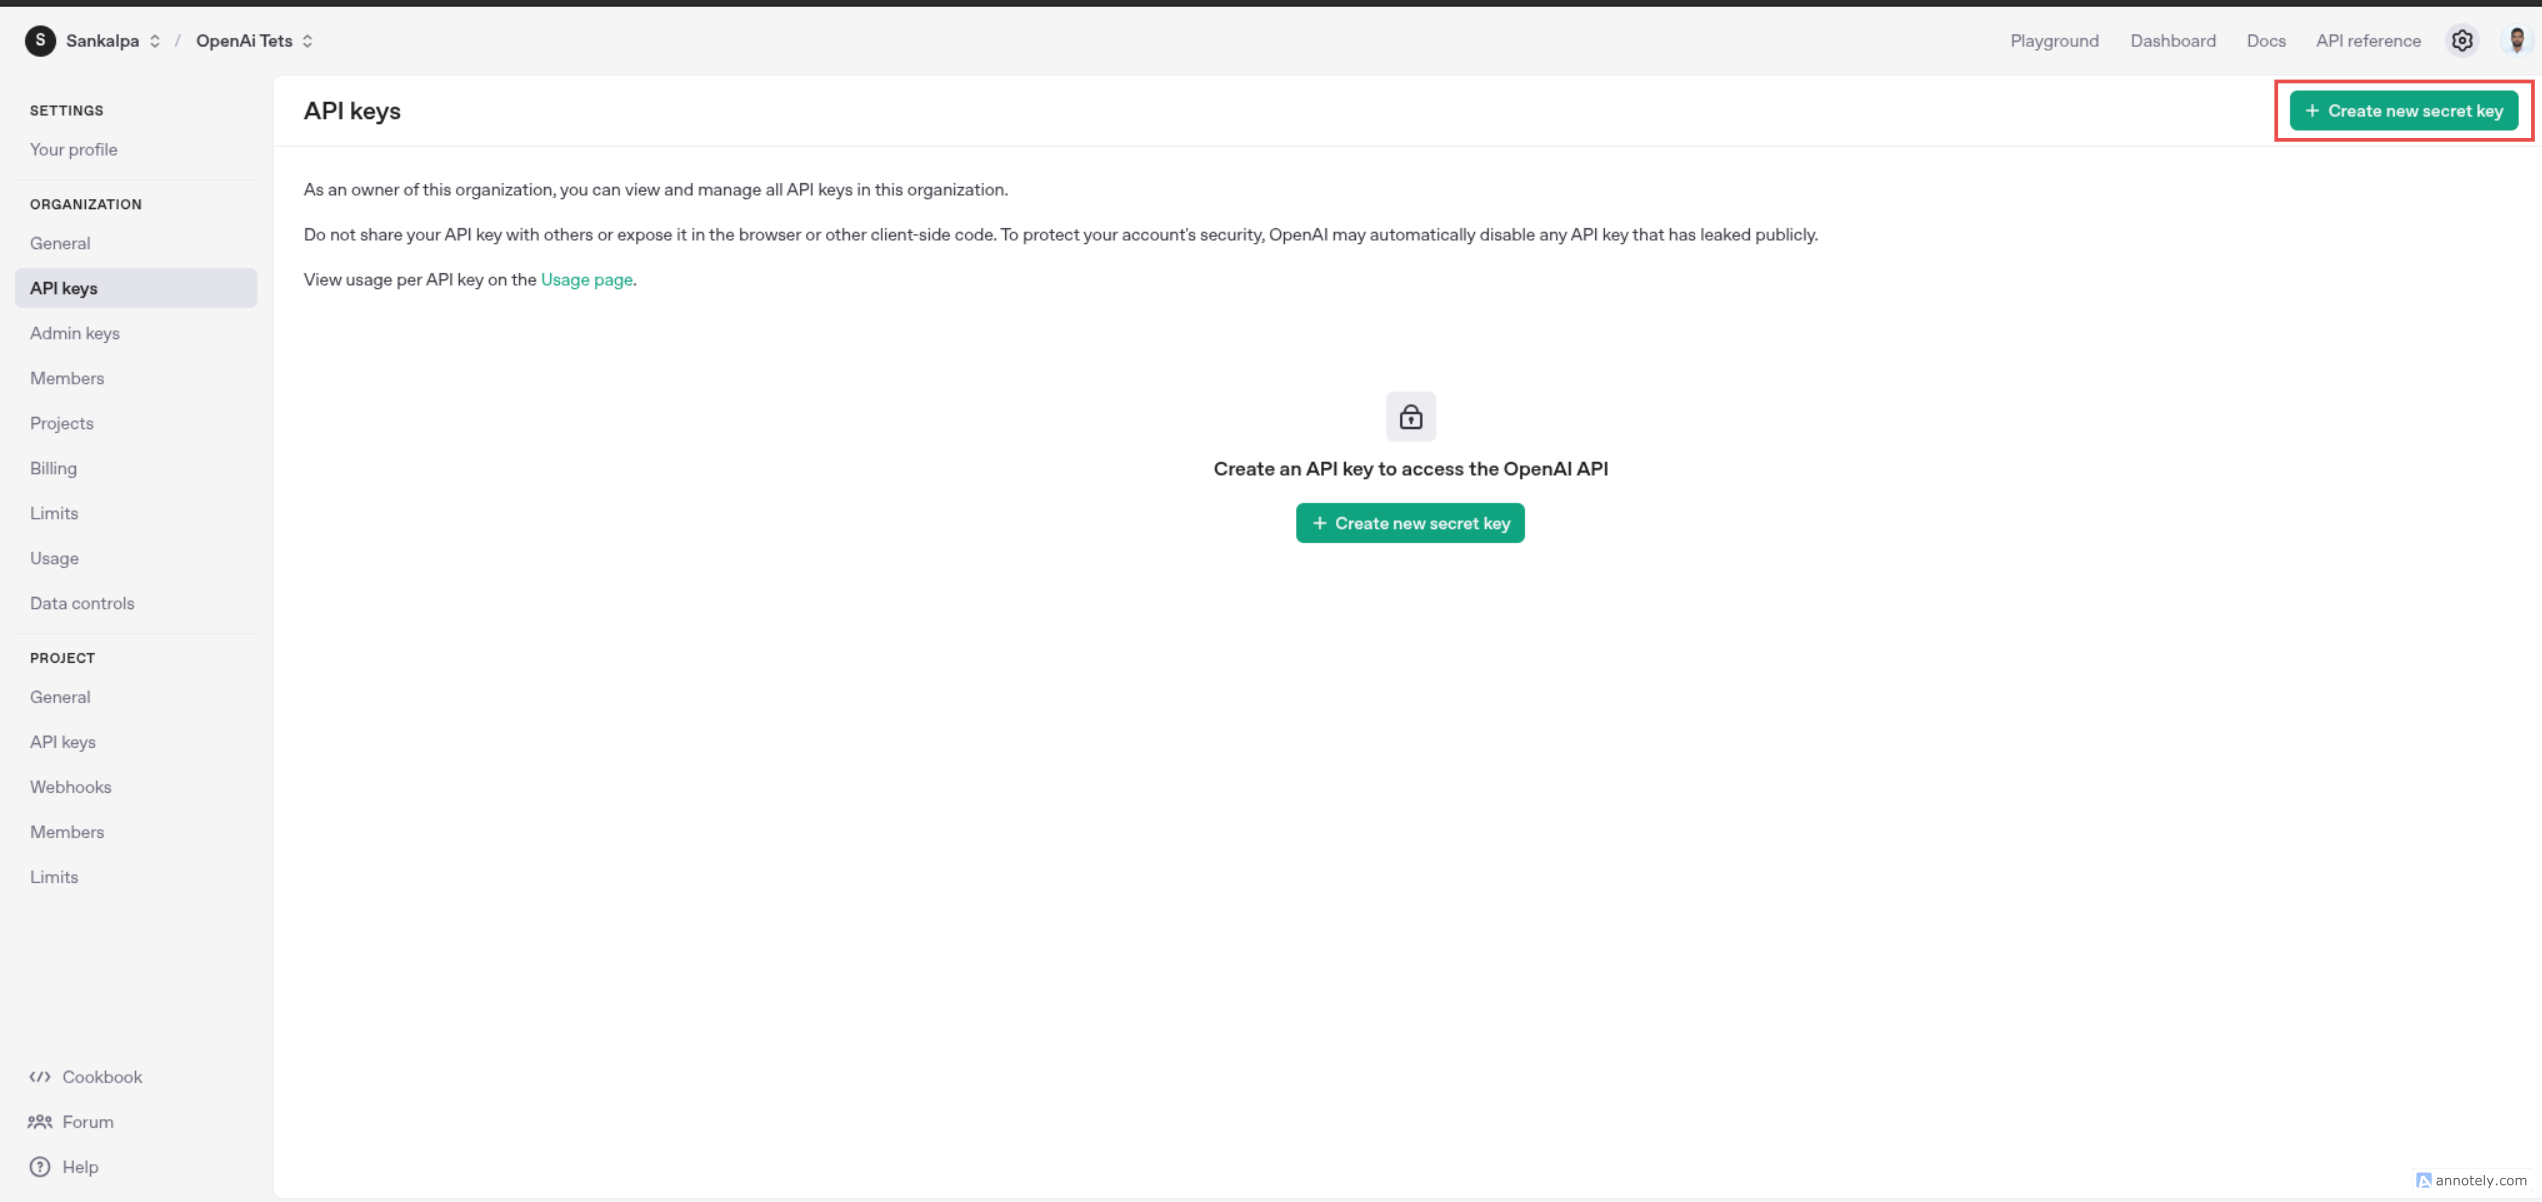 S Sankalpa / OpenAi Tets Playground Dashboard Docs API reference
SETTINGS
Your profile
ORGANIZATION
General
API keys
Admin keys
Members
Projects
Billing
Limits
Usage
Data controls
PROJECT
General
API keys
Webhooks
Members
Limits
Cookbook
Forum
Help
API keys
+ Create new secret key
As an owner of this organization, you can view and manage all API keys in this organization.
Do not share your API key with others or expose it in the browser or other client-side code. To protect your account's security, OpenAI may automatically disable any API key that has leaked publicly.
View usage per API key on the Usage page.
Create an API key to access the OpenAI API
+ Create new secret key
annotely.com